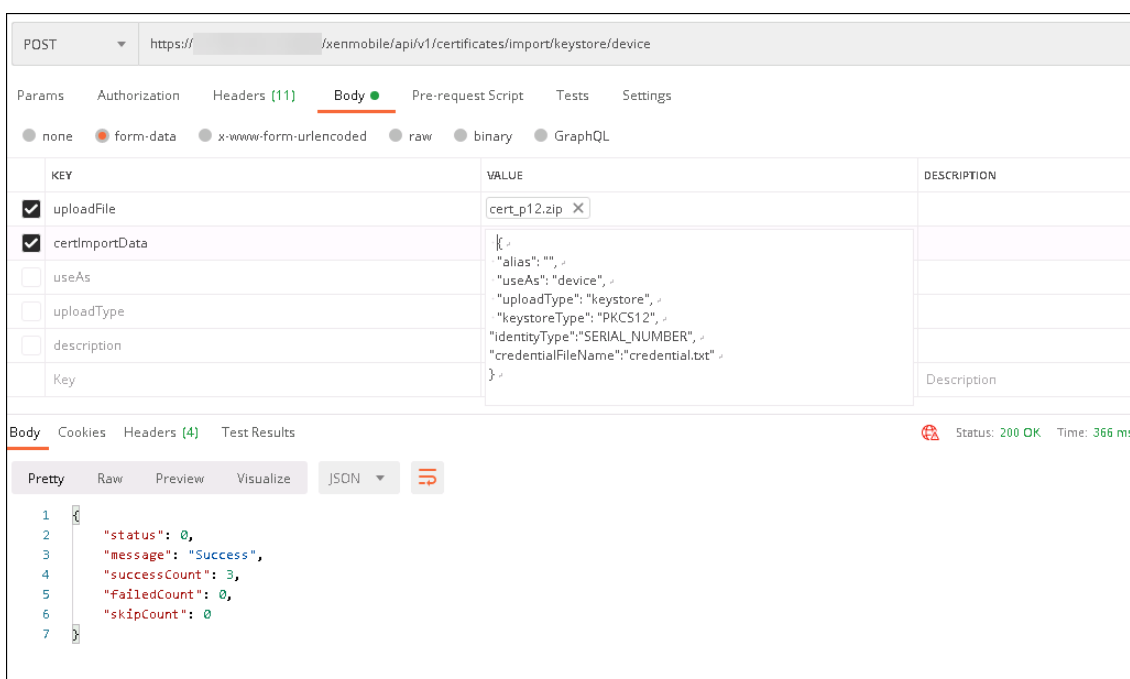 POST https:// /xenmobile/api/v1/certificates/import/keystore/device
Params Authorization Headers (11) Body Pre-request Script Tests Settings
none form-data x-www-form-urlencoded raw binary GraphQL
KEY VALUE DESCRIPTION
uploadFile cert_p12.zip X
certImportData
{
"alias": "",
"useAs": "device",
"uploadType": "keystore",
"keystoreType": "PKCS12",
"identityType":"SERIAL_NUMBER",
"credentialFileName":"credential.txt"
}
useAs
uploadType
description
Key Description
Body Cookies Headers (4) Test Results Status: 200 OK Time: 366 ms
Pretty Raw Preview Visualize JSON
1 {
2 "status": 0,
3 "message": "Success",
4 "successCount": 3,
5 "failedCount": 0,
6 "skipCount": 0
7 }